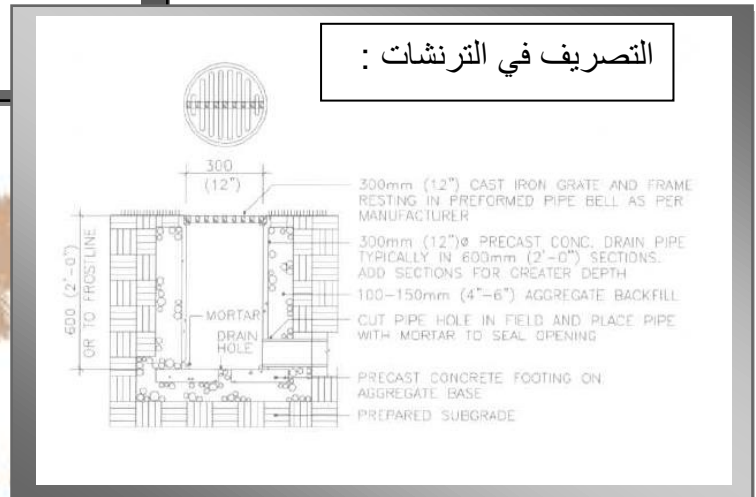 التصريف في الترنشات :
300
(12")
600 (2'-0")
OR TO FROSTLINE
MORTAR
DRAIN
HOLE
300mm (12") CAST IRON GRATE AND FRAME
RESTING IN PREFORMED PIPE BELL AS PER
MANUFACTURER
300mm (12")ø PRECAST CONC. DRAIN PIPE
TYPICALLY IN 600mm (2'-0") SECTIONS.
ADD SECTIONS FOR GREATER DEPTH
100-150mm (4"-6") AGGREGATE BACKFILL
CUT PIPE HOLE IN FIELD AND PLACE PIPE
WITH MORTAR TO SEAL OPENING
PRECAST CONCRETE FOOTING ON
AGGREGATE BASE
PREPARED SUBGRADE